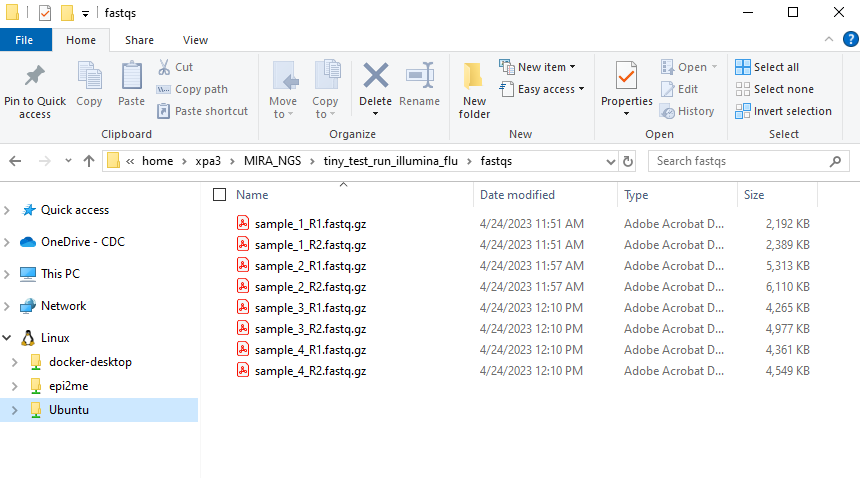 fastqs
File Home Share View
Pin to Quick access
Copy
Paste
Cut
Copy path
Paste shortcut
Clipboard
Move to
Copy to
Delete
Rename
Organize
New folder
New item
Easy access
New
Properties
Open
Edit
History
Open
Select all
Select none
Invert selection
Select
« home > xpa3 > MIRA_NGS > tiny_test_run_illumina_flu > fastqs
Search fastqs
Quick access
OneDrive - CDC
This PC
Network
Linux
docker-desktop
epi2me
Ubuntu
Name Date modified Type Size
sample_1_R1.fastq.gz 4/24/2023 11:51 AM Adobe Acrobat D... 2,192 KB
sample_1_R2.fastq.gz 4/24/2023 11:51 AM Adobe Acrobat D... 2,389 KB
sample_2_R1.fastq.gz 4/24/2023 11:57 AM Adobe Acrobat D... 5,313 KB
sample_2_R2.fastq.gz 4/24/2023 11:57 AM Adobe Acrobat D... 6,110 KB
sample_3_R1.fastq.gz 4/24/2023 12:10 PM Adobe Acrobat D... 4,265 KB
sample_3_R2.fastq.gz 4/24/2023 12:10 PM Adobe Acrobat D... 4,977 KB
sample_4_R1.fastq.gz 4/24/2023 12:10 PM Adobe Acrobat D... 4,361 KB
sample_4_R2.fastq.gz 4/24/2023 12:10 PM Adobe Acrobat D... 4,549 KB